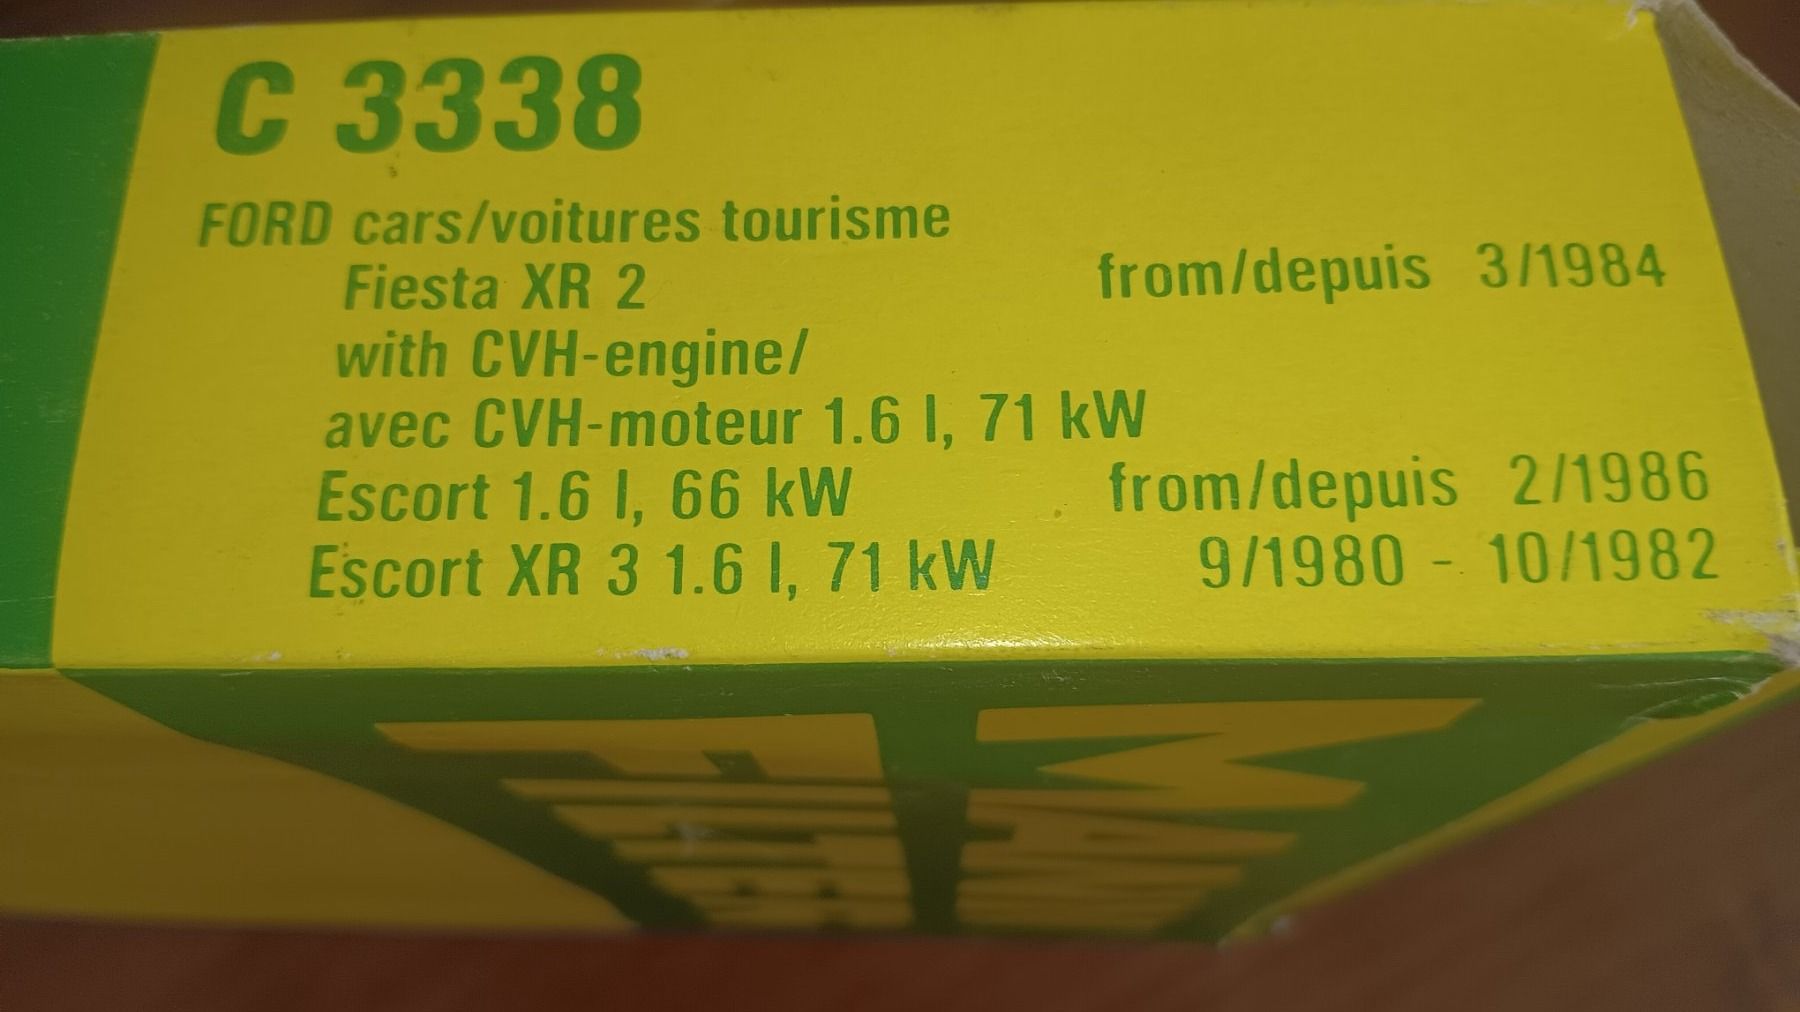 C 3338
FORD cars/voitures tourisme
Fiesta XR 2 from/depuis 3/1984
with CVH-engine/
avec CVH-moteur 1.6 l, 71 kW
Escort 1.6 l, 66 kW from/depuis 2/1986
Escort XR 3 1.6 l, 71 kW 9/1980 - 10/1982